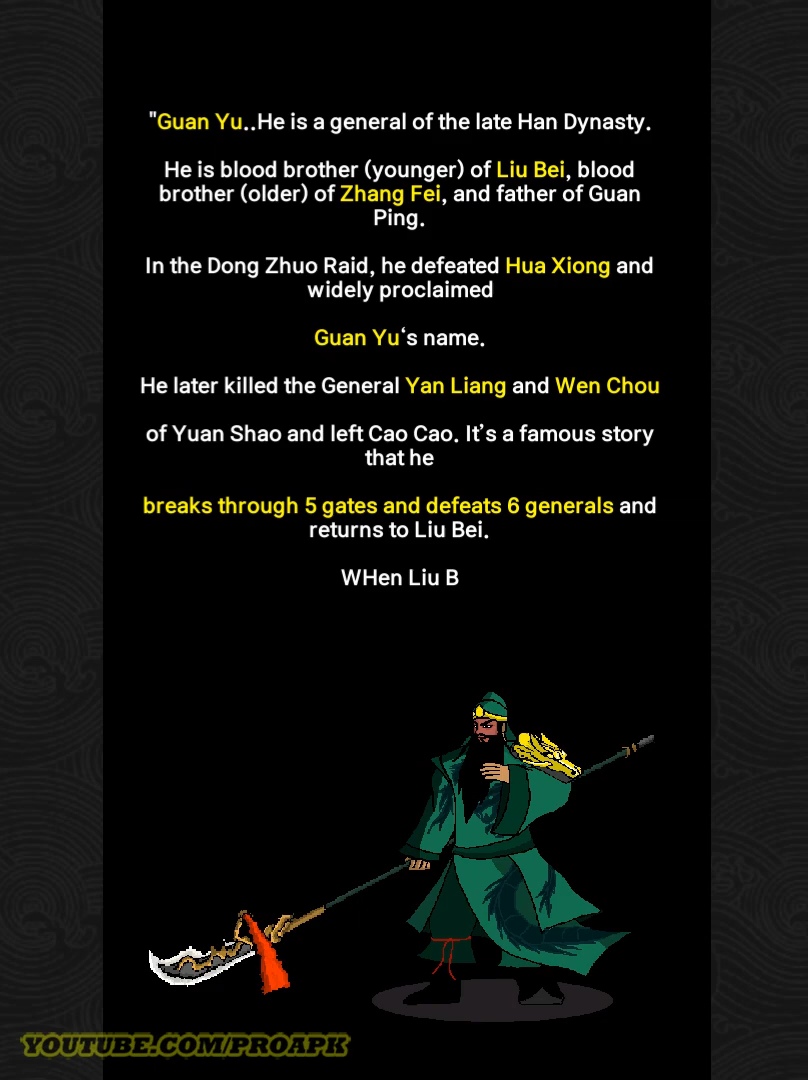 "Guan Yu..He is a general of the late Han Dynasty.
He is blood brother (younger) of Liu Bei, blood
brother (older) of Zhang Fei, and father of Guan
Ping.
In the Dong Zhuo Raid, he defeated Hua Xiong and
widely proclaimed
Guan Yu‘s name.
He later killed the General Yan Liang and Wen Chou
of Yuan Shao and left Cao Cao. It’s a famous story
that he
breaks through 5 gates and defeats 6 generals and
returns to Liu Bei.
WHen Liu B
YOUTUBE.COM/PROAPK